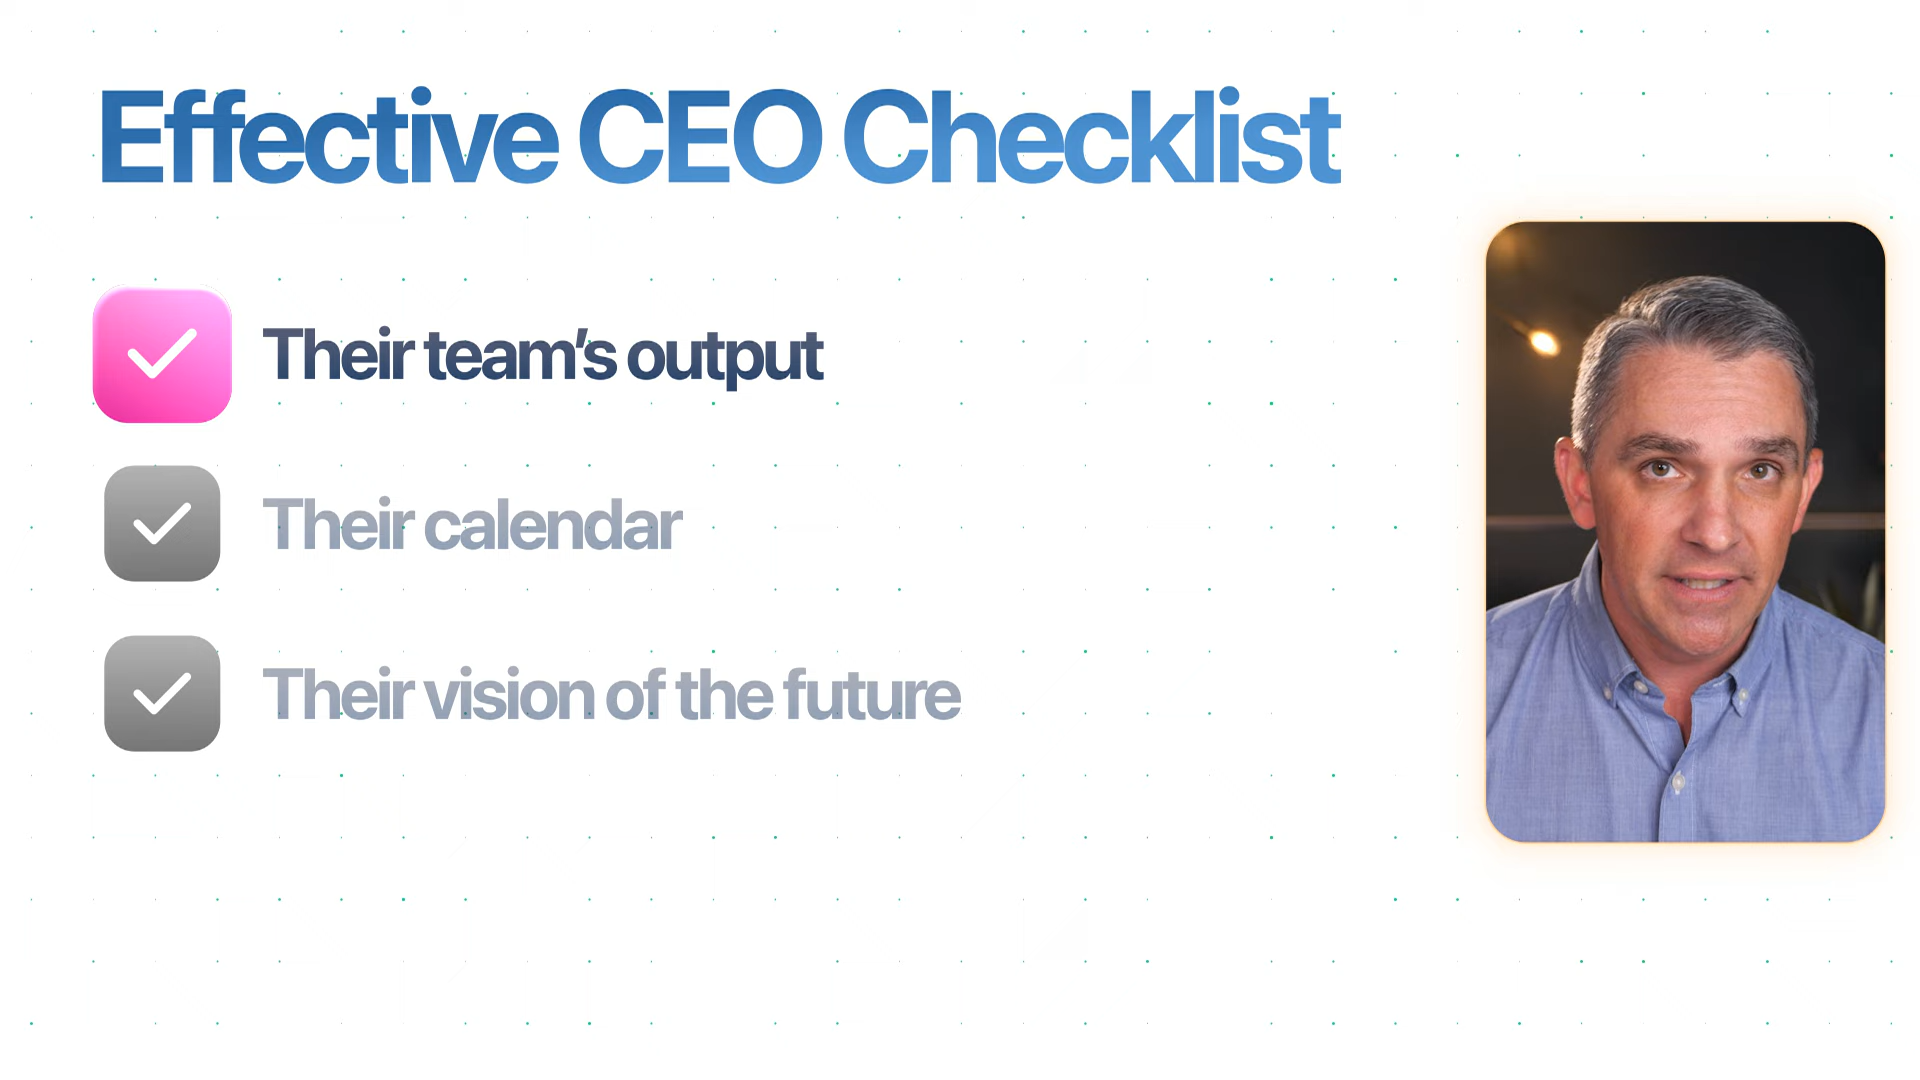 Effective CEO Checklist
Their team’s output
Their calendar
Their vision of the future